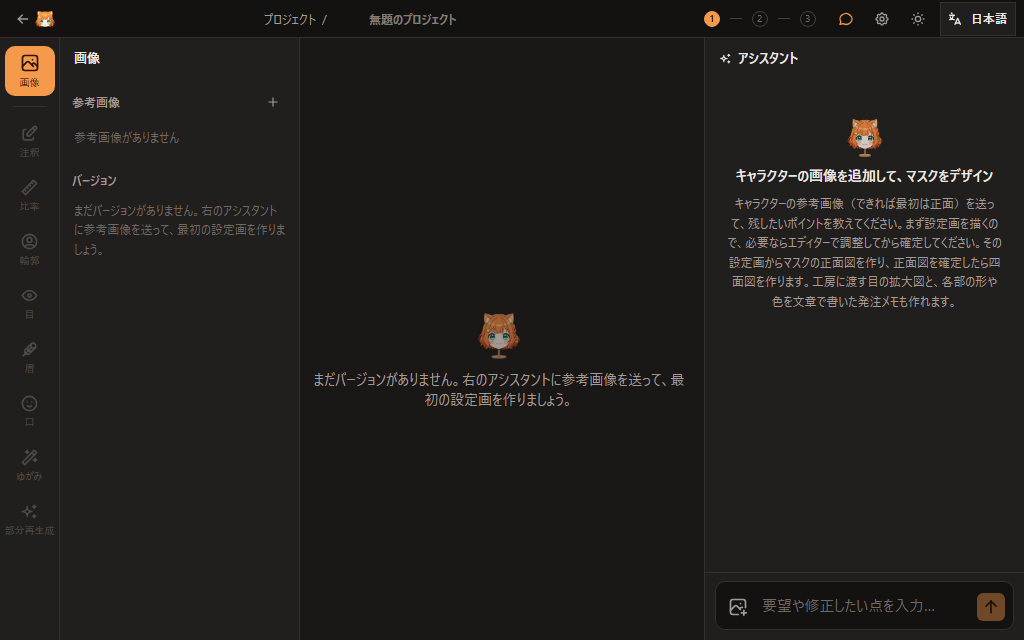 プロジェクト /
無題のプロジェクト
1
2
3
日本語
画像
注釈
比率
輪郭
目
眉
口
ゆがみ
部分再生成
画像
参考画像
参考画像がありません
バージョン
まだバージョンがありません。右のアシスタント
に参考画像を送って、最初の設定画を作りま
しょう。
まだバージョンがありません。右のアシスタントに参考画像を送って、最
初の設定画を作りましょう。
アシスタント
キャラクターの画像を追加して、マスクをデザイン
キャラクターの参考画像（できれば最初は正面）を送っ
て、残したいポイントを教えてください。まず設定画を描くの
で、必要ならエディターで調整してから確定してください。その
設定画からマスクの正面図を作り、正面図を確定したら四
面図を作ります。工房に渡す目の拡大図と、各部の形や
色を文章で書いた発注メモも作れます。
要望や修正したい点を入力...